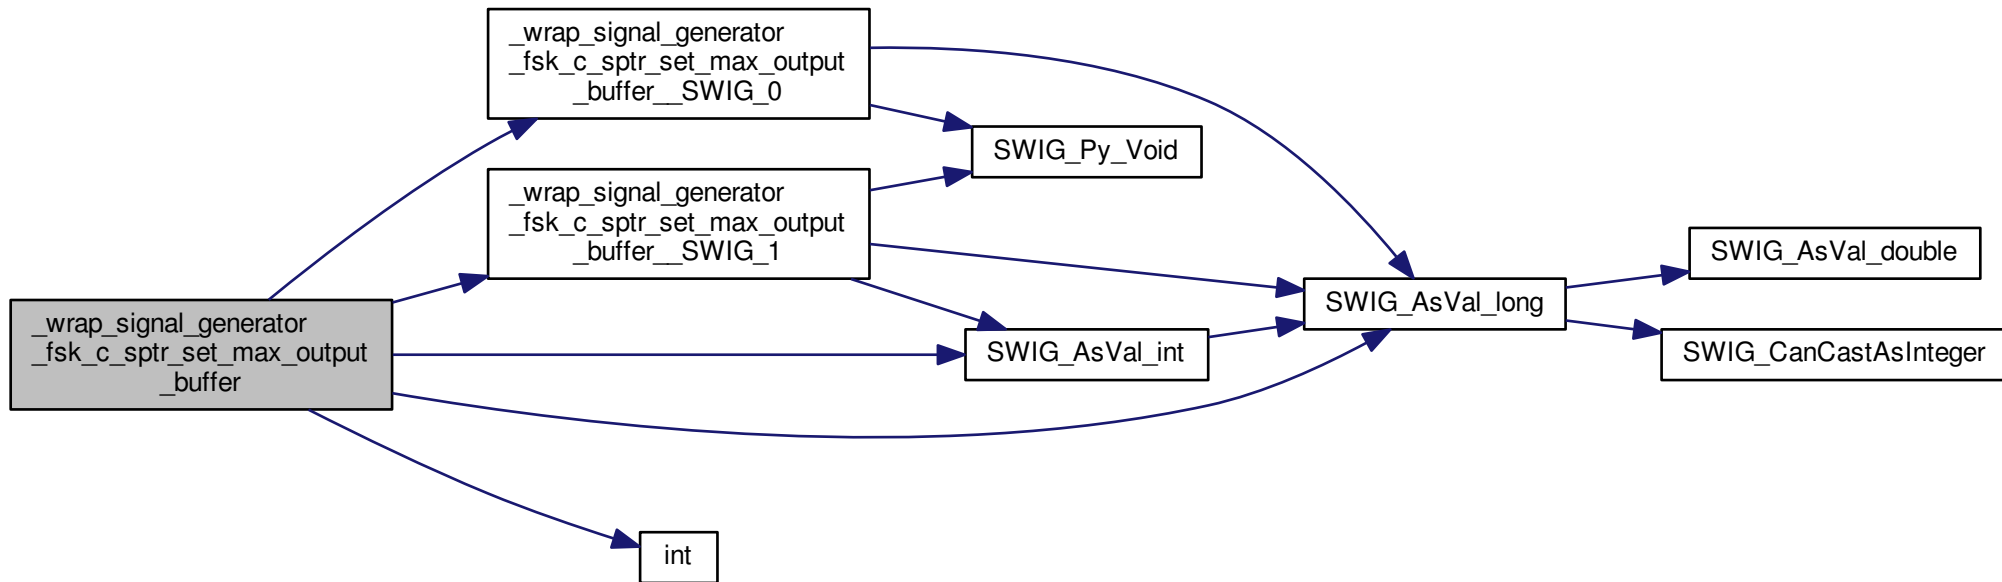 _wrap_signal_generator
_fsk_c_sptr_set_max_output
_buffer__SWIG_0
SWIG_Py_Void
_wrap_signal_generator
_fsk_c_sptr_set_max_output
_buffer__SWIG_1
SWIG_AsVal_double
SWIG_AsVal_long
_wrap_signal_generator
_fsk_c_sptr_set_max_output
_buffer
SWIG_AsVal_int
SWIG_CanCastAsInteger
int